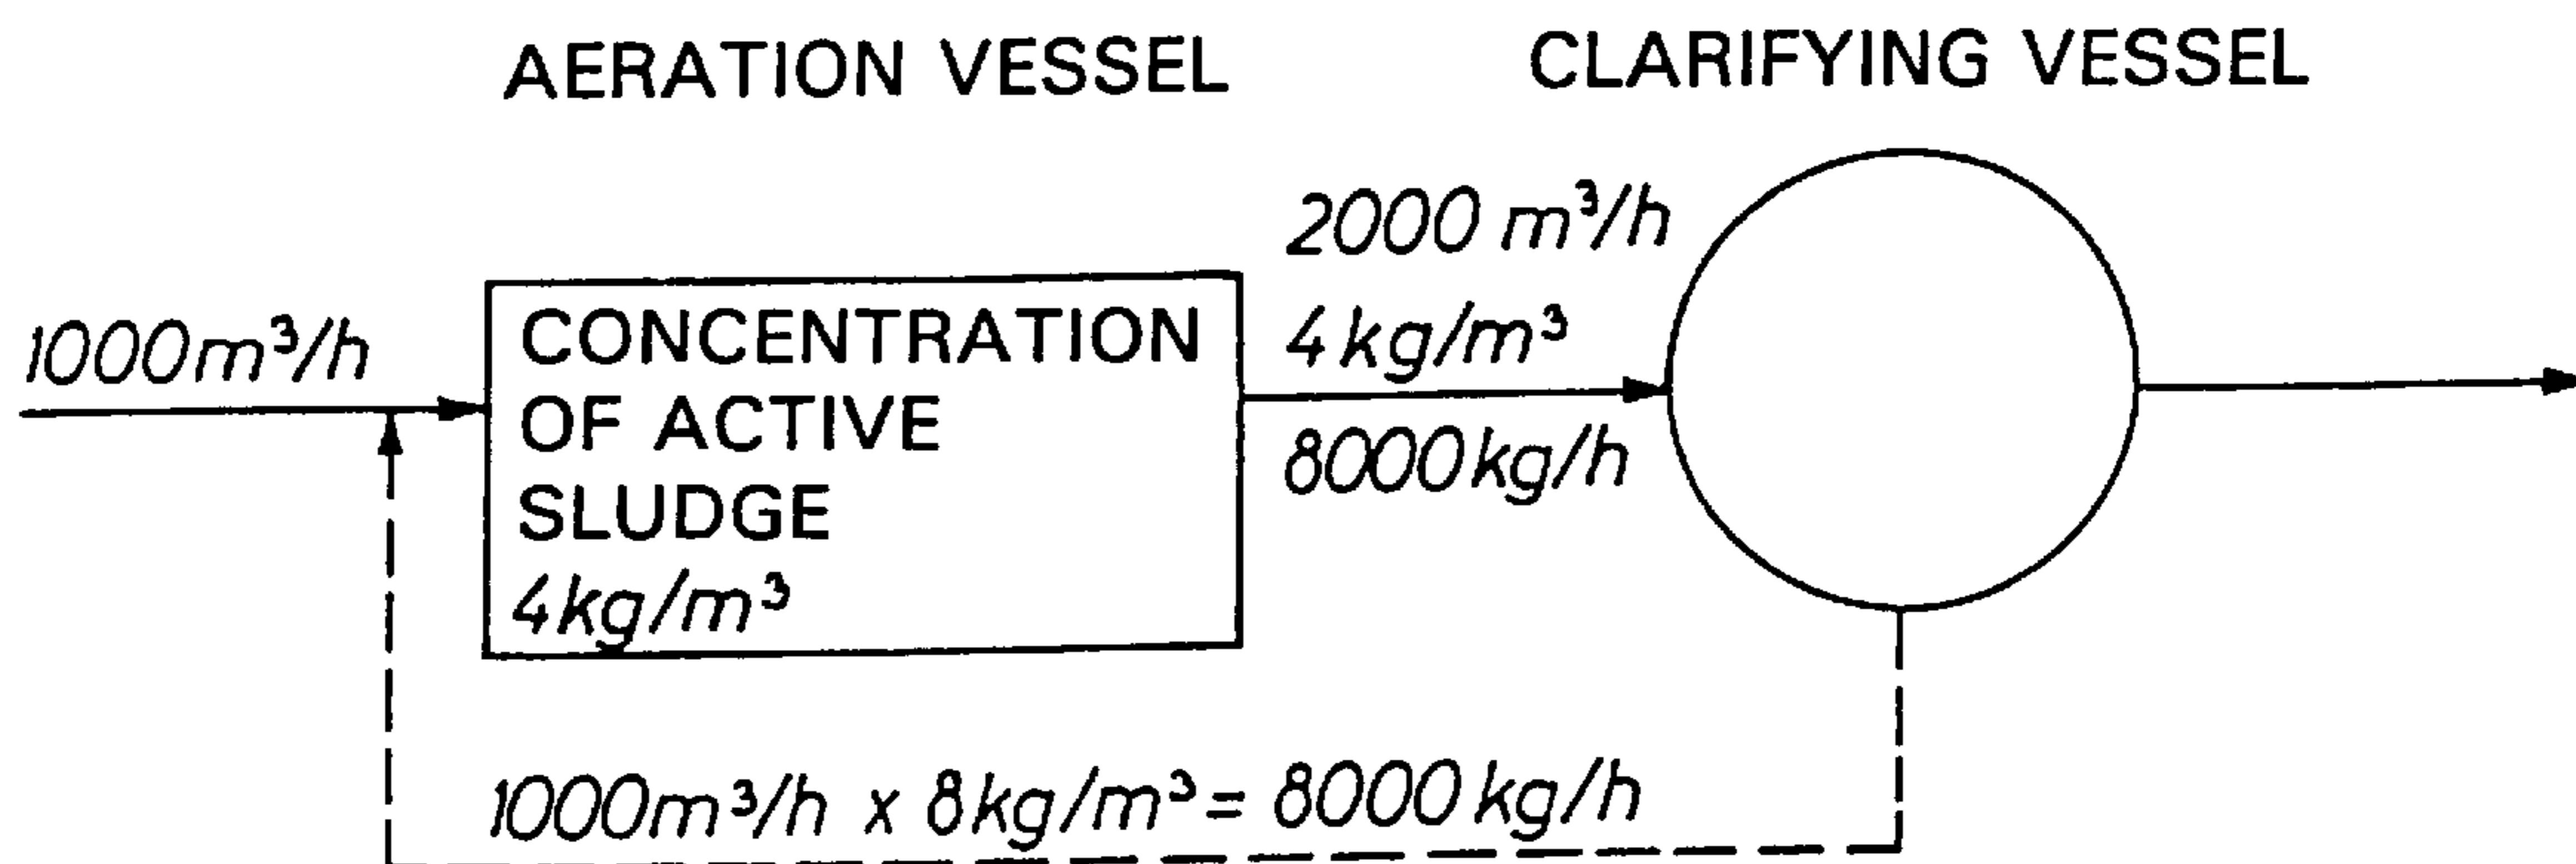 AERATION VESSEL
CLARIFYING VESSEL
1000m³/h
CONCENTRATION
OF ACTIVE
SLUDGE
4kg/m³
2000 m³/h
4kg/m³
8000kg/h
1000m³/h x 8kg/m³= 8000kg/h